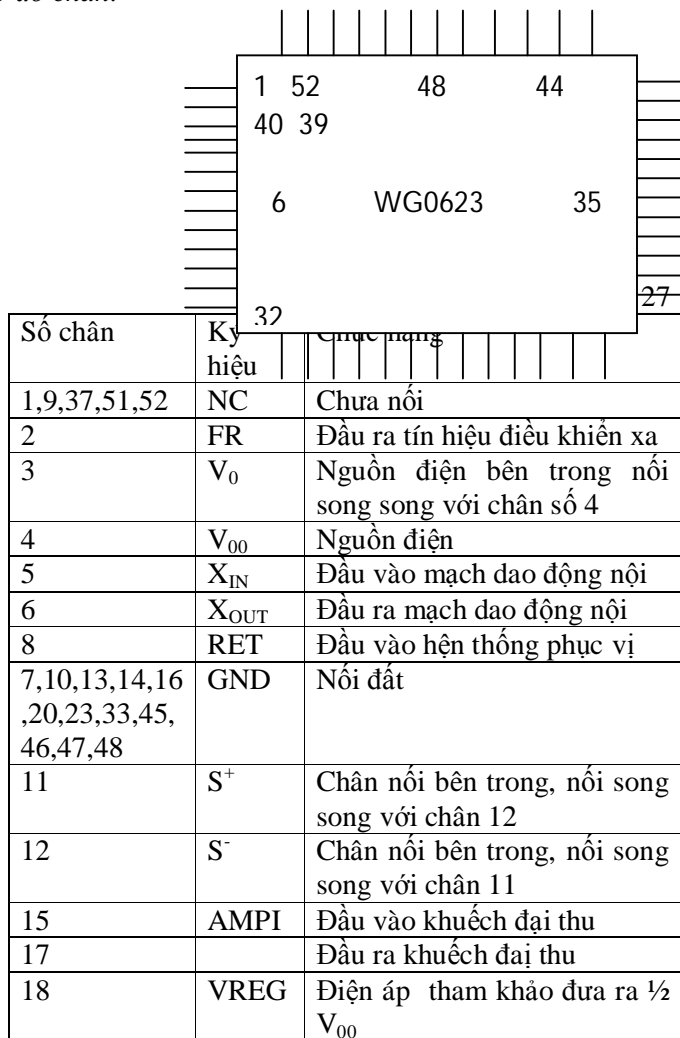 1 52 48 44
40 39
6 WG0623 35
27
32
Số chân Ký Chức năng
hiệu
1,9,37,51,52 NC Chưa nối
2 FR Đầu ra tín hiệu điều khiển xa
3 V₀ Nguồn điện bên trong nối
song song với chân số 4
4 V₀₀ Nguồn điện
5 X_IN Đầu vào mạch dao động nội
6 X_OUT Đầu ra mạch dao động nội
8 RET Đầu vào hện thống phục vị
7,10,13,14,16 GND Nối đất
,20,23,33,45,
46,47,48
11 S⁺ Chân nối bên trong, nối song
song với chân 12
12 S⁻ Chân nối bên trong, nối song
song với chân 11
15 AMPI Đầu vào khuếch đại thu
17 Đầu ra khuếch đaị thu
18 VREG Điện áp tham khảo đưa ra ½
V₀₀